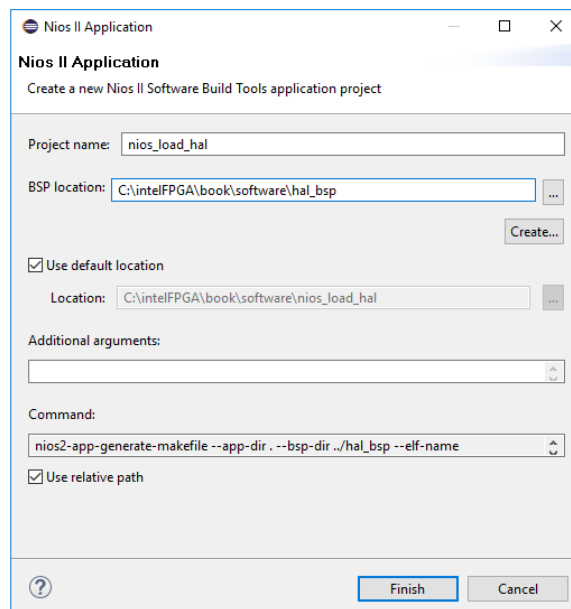 Nios II Application
Nios II Application
Create a new Nios II Software Build Tools application project
Project name: nios_load_hal
BSP location: C:\intelFPGA\book\software\hal_bsp ...
Create...
Use default location
Location: C:\intelFPGA\book\software\nios_load_hal ...
Additional arguments:
Command:
nios2-app-generate-makefile --app-dir . --bsp-dir ../hal_bsp --elf-name
Use relative path
? Finish Cancel